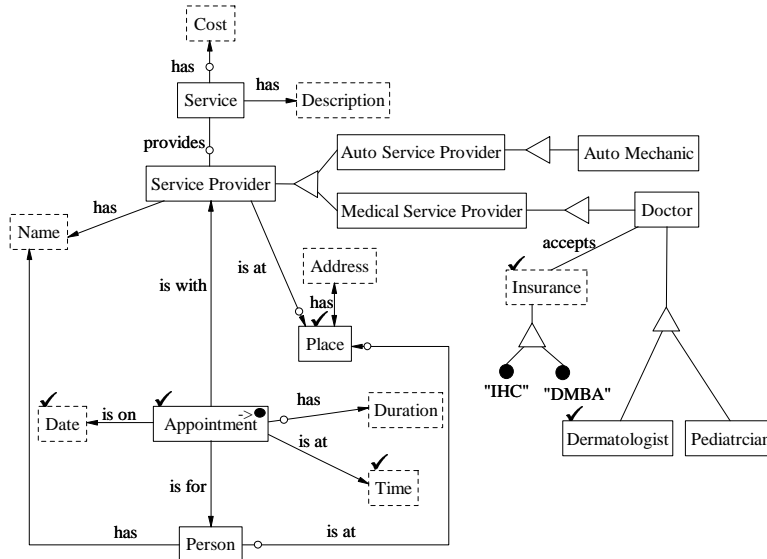 Cost
has
Service
has
Description
provides
Auto Service Provider
Auto Mechanic
Service Provider
Medical Service Provider
Doctor
has
Name
accepts
is at
Address
Insurance
is with
has
Place
"IHC"
"DMBA"
Date
is on
Appointment
->
has
Duration
Dermatologist
Pediatrcian
is at
Time
is for
has
Person
is at